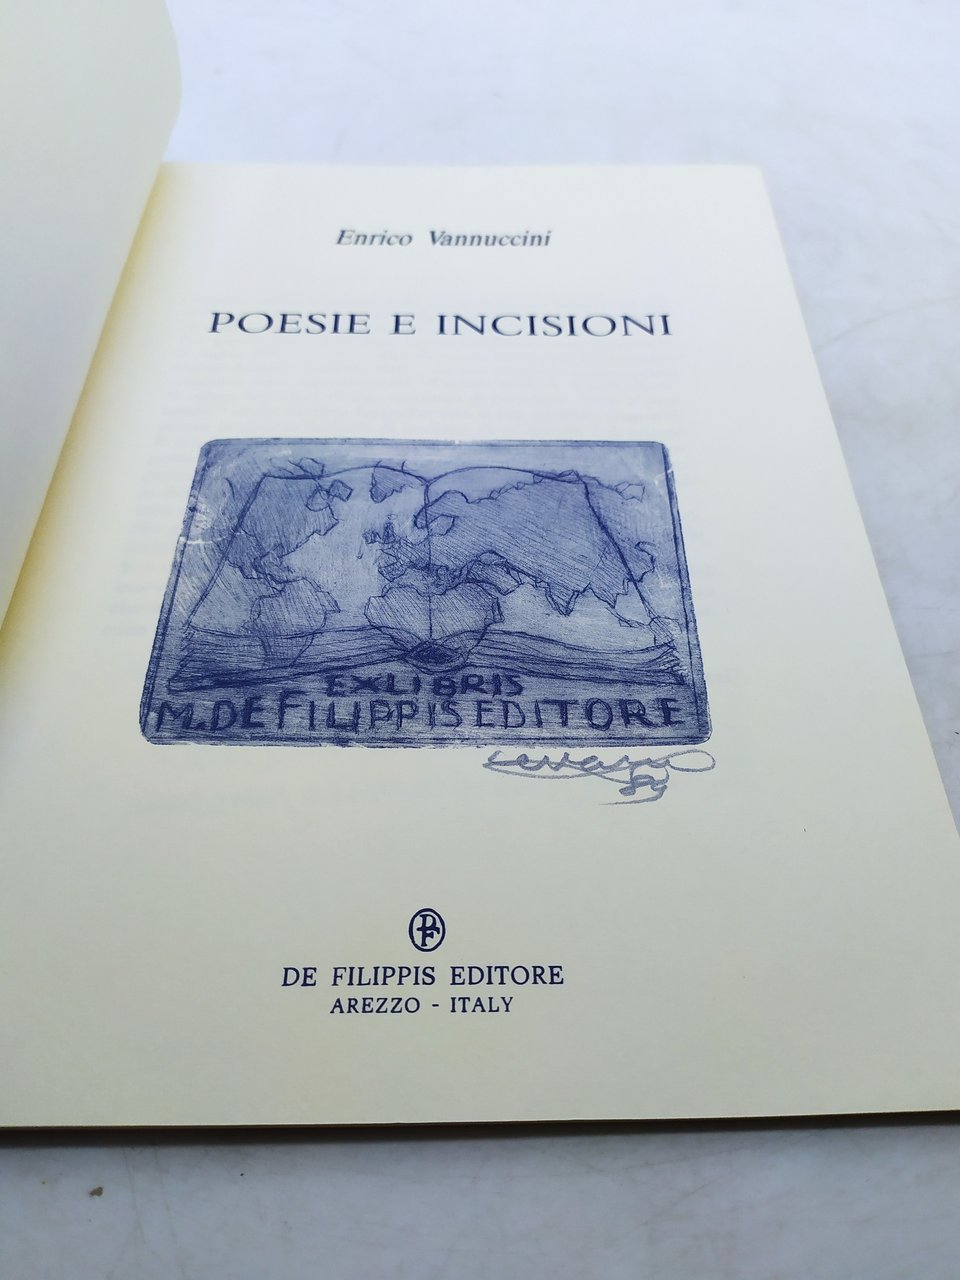 Enrico Vannuccini
POESIE E INCISIONI
EXLIBRIS
M. DE FILIPPIS EDITORE
DE FILIPPIS EDITORE
AREZZO - ITALY